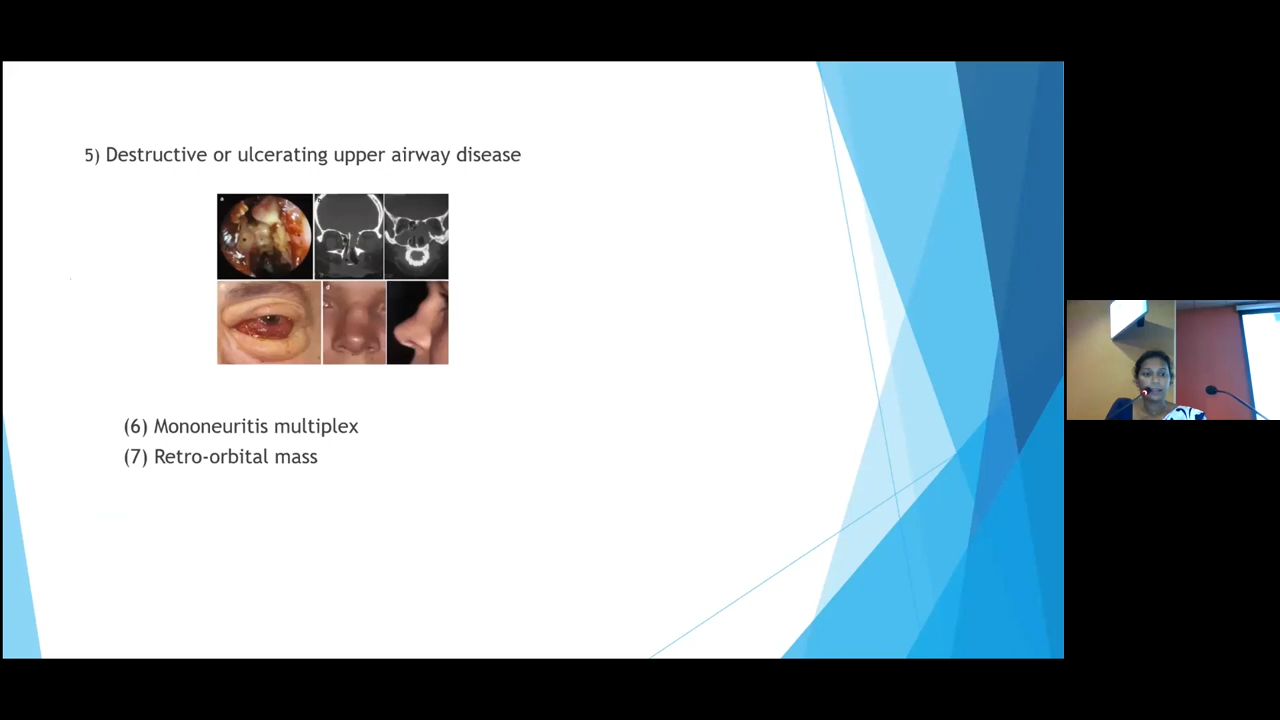 5) Destructive or ulcerating upper airway disease
a
d
(6) Mononeuritis multiplex
(7) Retro-orbital mass